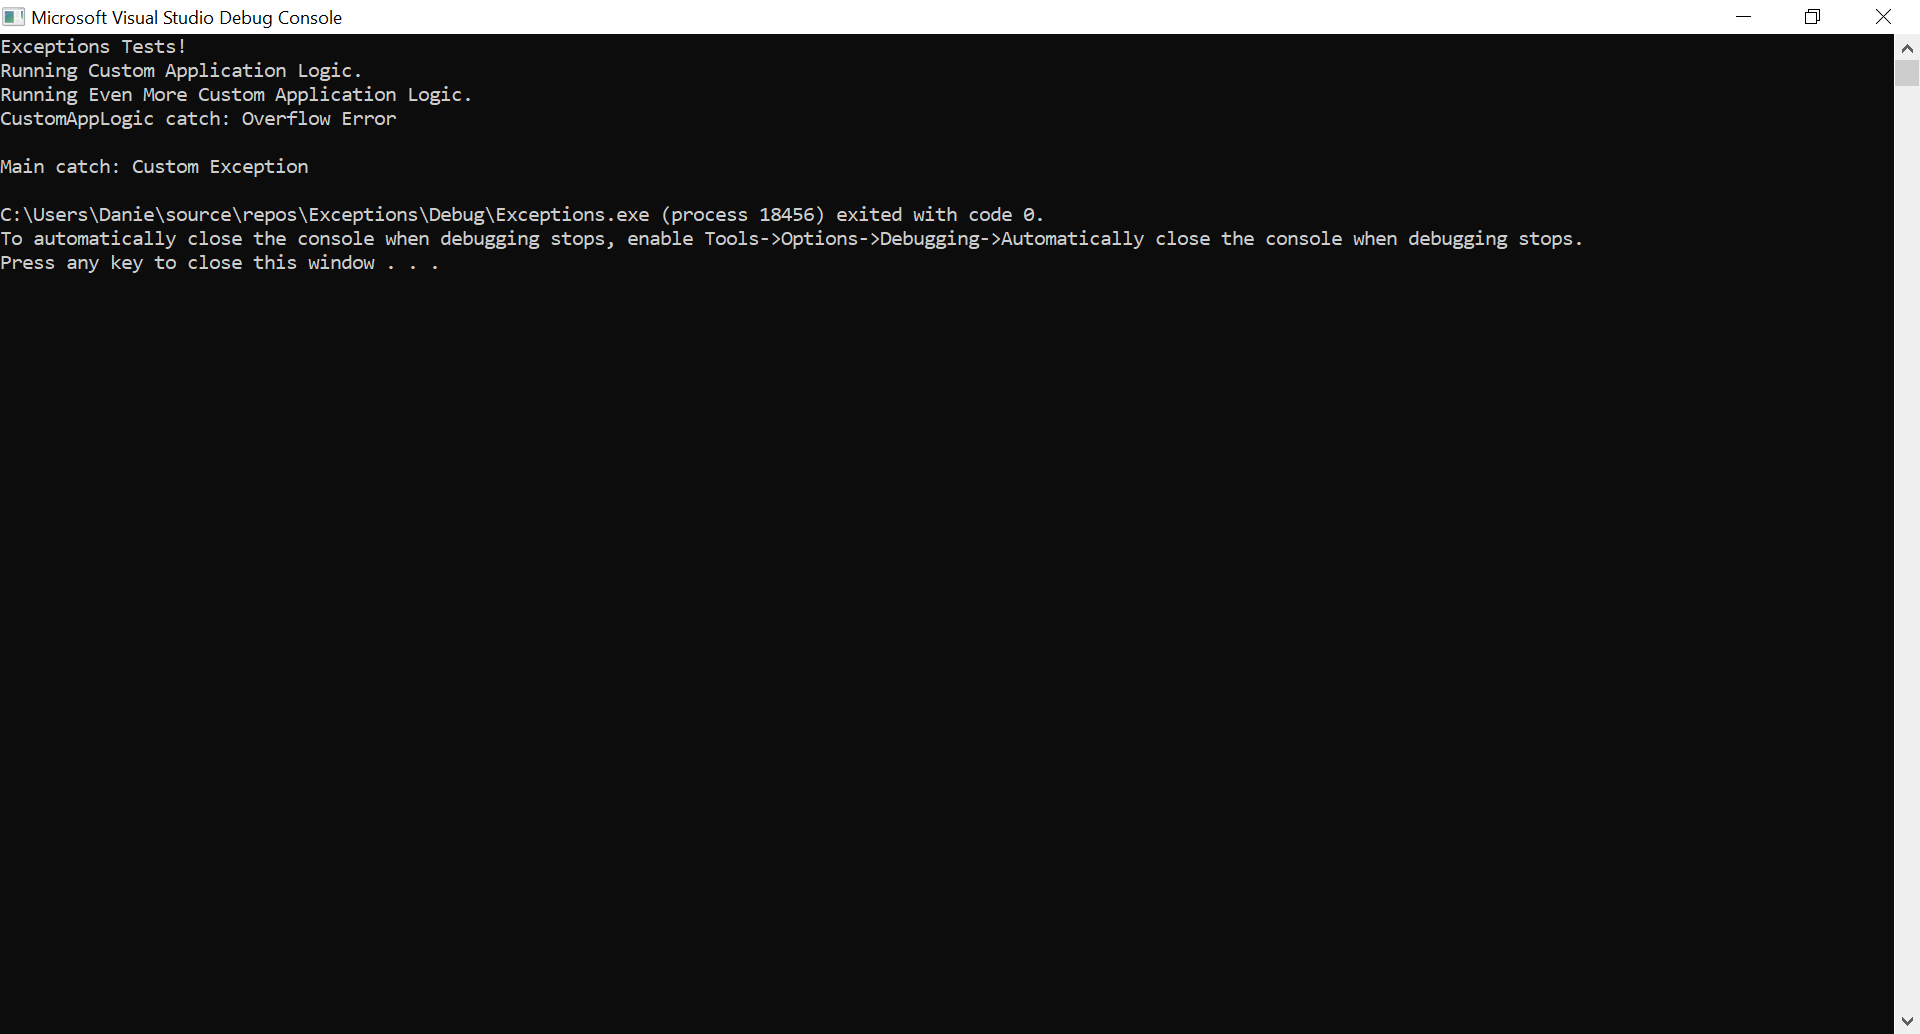 Microsoft Visual Studio Debug Console
Exceptions Tests!
Running Custom Application Logic.
Running Even More Custom Application Logic.
CustomAppLogic catch: Overflow Error
Main catch: Custom Exception
C:\Users\Danie\source\repos\Exceptions\Debug\Exceptions.exe (process 18456) exited with code 0.
To automatically close the console when debugging stops, enable Tools->Options->Debugging->Automatically close the console when debugging stops.
Press any key to close this window . . .